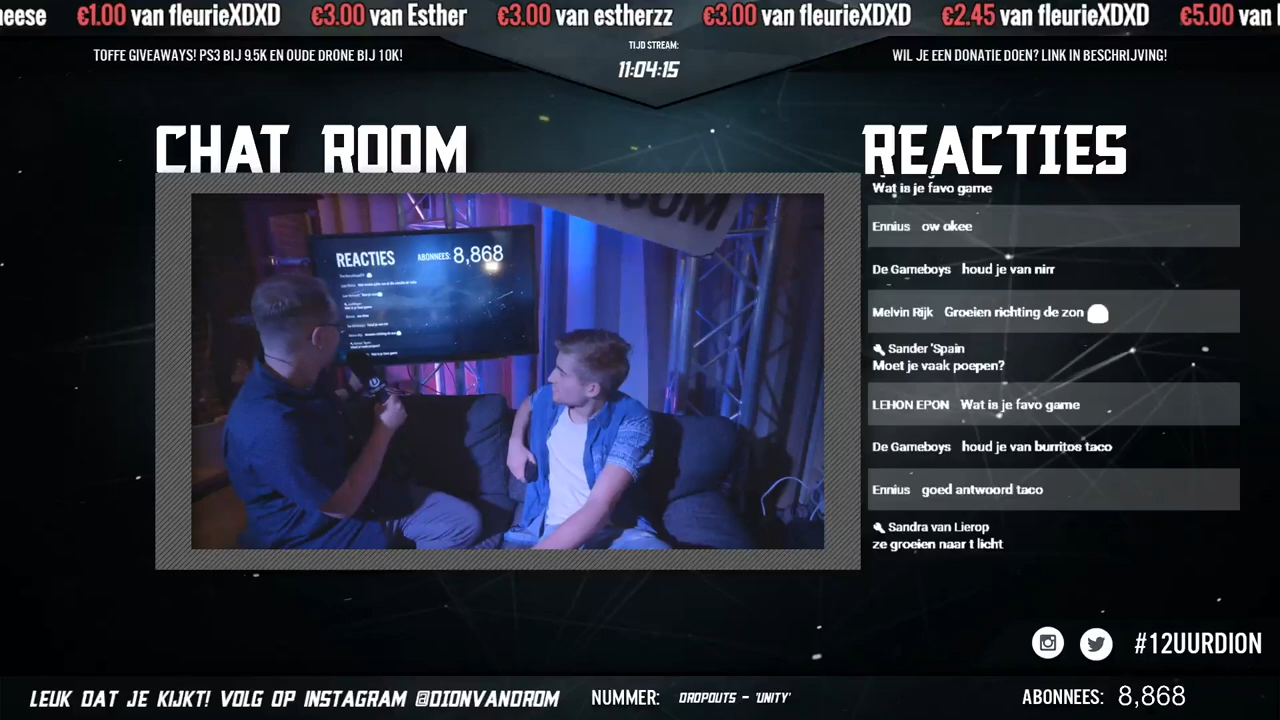 neese €1.00 van fleurieXDXD €3.00 van Esther €3.00 van estherzz €3.00 van fleurieXDXD €2.45 van fleurieXDXD €5.00 van
TOFFE GIVEAWAYS! PS3 BIJ 9.5K EN OUDE DRONE BIJ 10K!
TIJD STREAM:
11:04:15
WIL JE EEN DONATIE DOEN? LINK IN BESCHRIJVING!
CHAT ROOM
REACTIES
Wat is je favo game
Ennius ow okee
De Gameboys houd je van nirr
Melvin Rijk Groeien richting de zon
Sander 'Spain
Moet je vaak poepen?
LEHON EPON Wat is je favo game
De Gameboys houd je van burritos taco
Ennius goed antwoord taco
Sandra van Lierop
ze groeien naar t licht
ROOM
REACTIES ABONNEES: 8,868
#12UURDION
LEUK DAT JE KIJKT! VOLG OP INSTAGRAM @DIONVANDROM
NUMMER: DROPOUTS - 'UNITY'
ABONNEES: 8,868